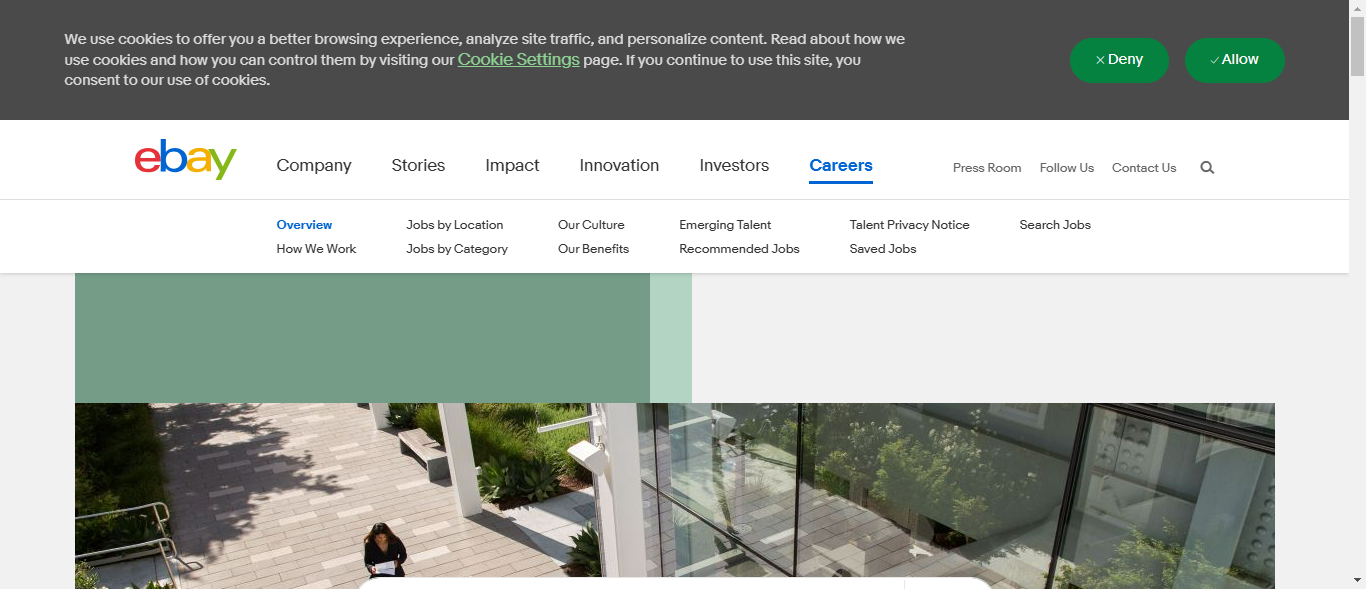 We use cookies to offer you a better browsing experience, analyze site traffic, and personalize content. Read about how we
use cookies and how you can control them by visiting our Cookie Settings page. If you continue to use this site, you
consent to our use of cookies.
× Deny
✓ Allow
ebay
Company Stories Impact Innovation Investors Careers
Press Room Follow Us Contact Us
Overview Jobs by Location Our Culture Emerging Talent Talent Privacy Notice Search Jobs
How We Work Jobs by Category Our Benefits Recommended Jobs Saved Jobs